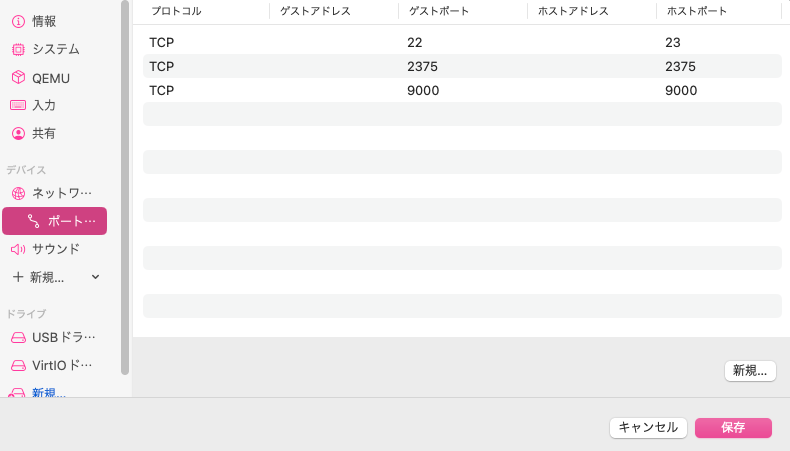 情報
システム
QEMU
入力
共有
デバイス
ネットワ…
ポート…
サウンド
新規...
ドライブ
USBドラ…
VirtIOド…
新規...
プロトコル ゲストアドレス ゲストポート ホストアドレス ホストポート
TCP 22 23
TCP 2375 2375
TCP 9000 9000
新規...
キャンセル 保存